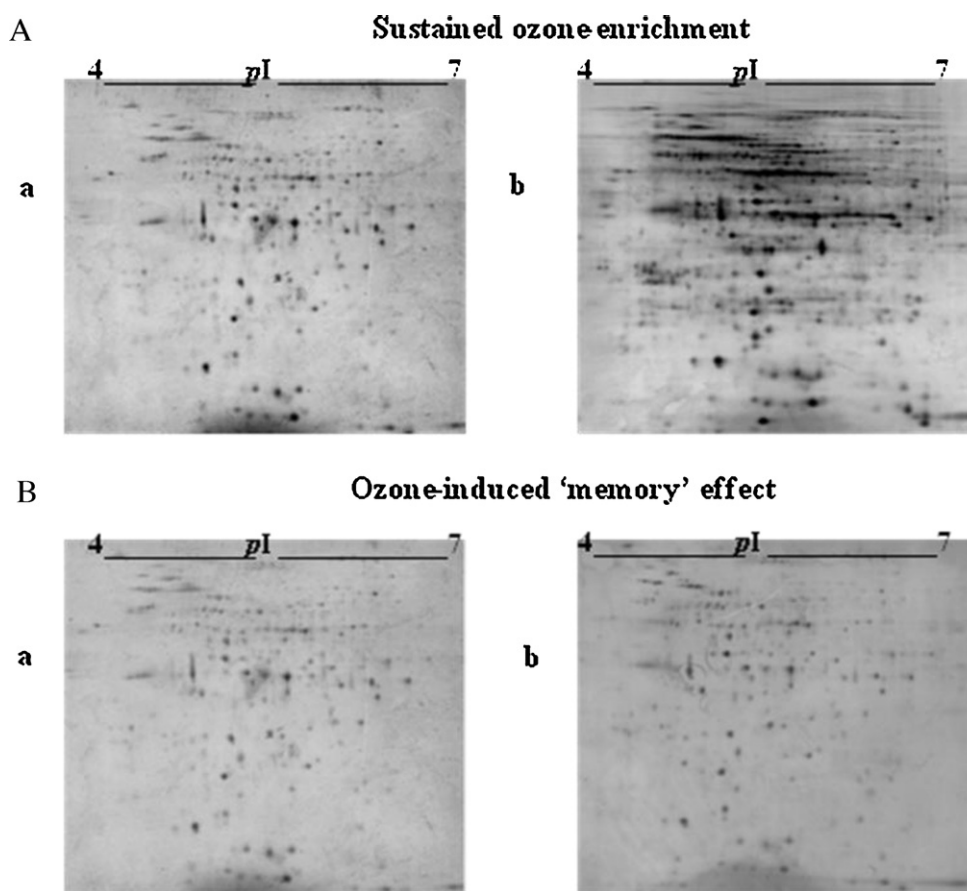 A
Sustained ozone enrichment
4 pI 7
4 pI 7
a
b
B
Ozone-induced ‘memory’ effect
4 pI 7
4 pI 7
a
b